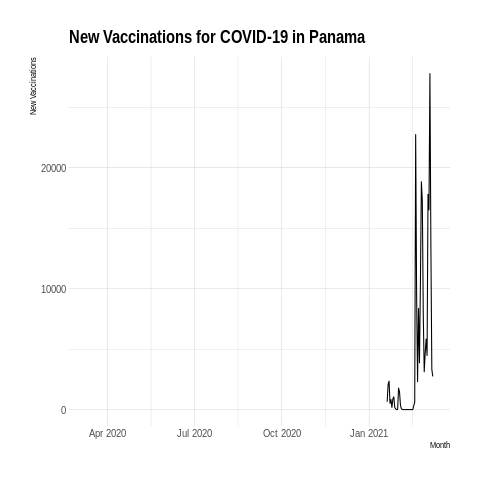 New Vaccinations for COVID-19 in Panama
New Vaccinations
20000
10000
0
Apr 2020
Jul 2020
Oct 2020
Jan 2021
Month